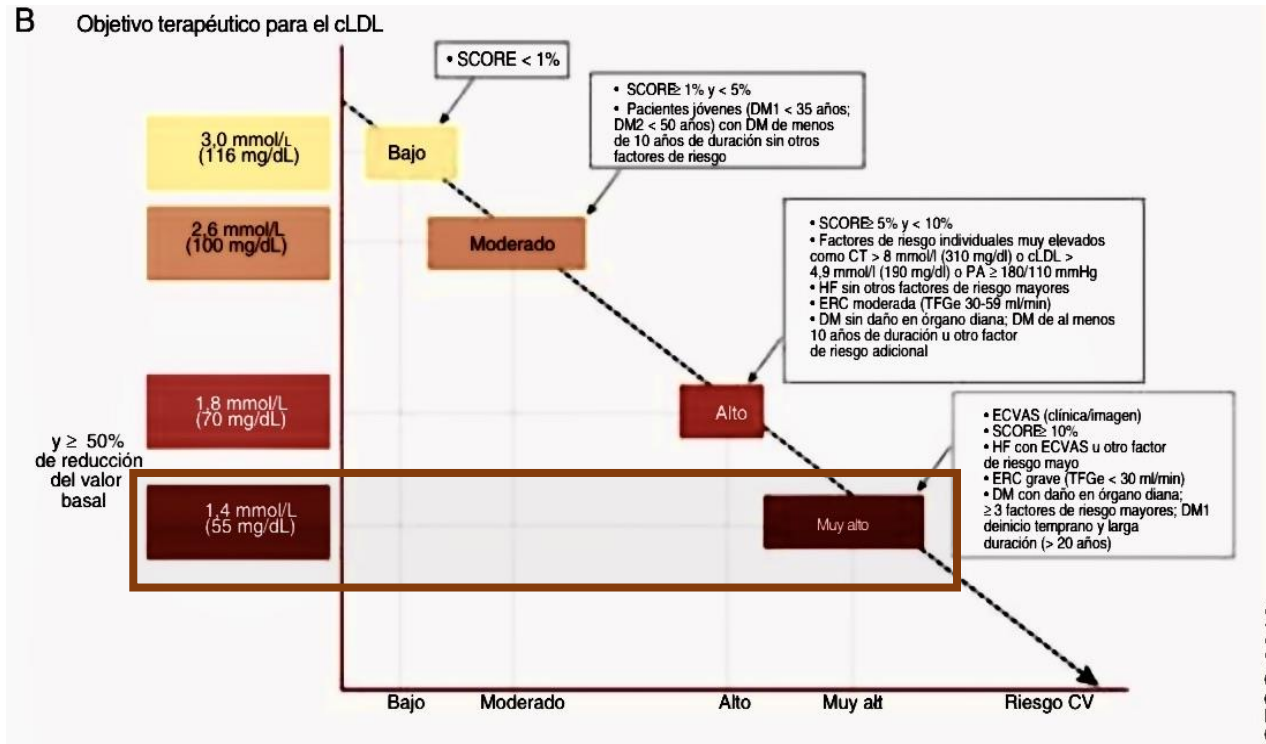 B
Objetivo terapéutico para el cLDL
• SCORE < 1%
• SCORE≥ 1% y < 5%
• Pacientes jóvenes (DM1 < 35 años;
DM2 < 50 años) con DM de menos
de 10 años de duración sin otros
factores de riesgo
3,0 mmol/L
(116 mg/dL)
Bajo
2,6 mmol/L
(100 mg/dL)
Moderado
• SCORE≥ 5% y < 10%
• Factores de riesgo individuales muy elevados
como CT > 8 mmol/l (310 mg/dl) o cLDL >
4,9 mmol/l (190 mg/dl) o PA ≥ 180/110 mmHg
• HF sin otros factores de riesgo mayores
• ERC moderada (TFGe 30-59 ml/min)
• DM sin daño en órgano diana; DM de al menos
10 años de duración u otro factor
de riesgo adicional
1,8 mmol/L
(70 mg/dL)
Alto
y ≥ 50%
de reducción
del valor
basal
1,4 mmol/L
(55 mg/dL)
Muy alto
• ECVAS (clínica/imagen)
• SCORE≥ 10%
• HF con ECVAS u otro factor
de riesgo mayo
• ERC grave (TFGe < 30 ml/min)
• DM con daño en órgano diana;
≥ 3 factores de riesgo mayores; DM1
deinicio temprano y larga
duración (> 20 años)
Bajo
Moderado
Alto
Muy alt
Riesgo CV